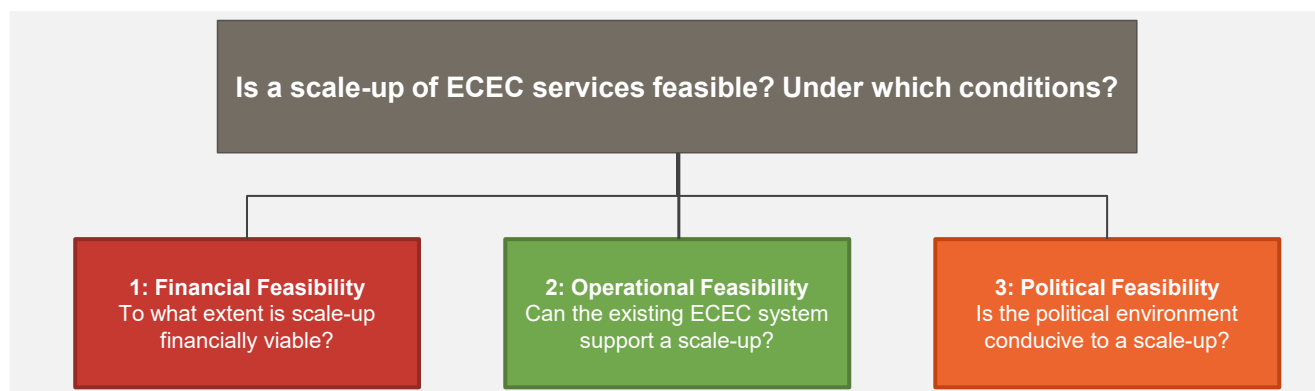 Is a scale-up of ECEC services feasible? Under which conditions?
1: Financial Feasibility
To what extent is scale-up
financially viable?
2: Operational Feasibility
Can the existing ECEC system
support a scale-up?
3: Political Feasibility
Is the political environment
conducive to a scale-up?